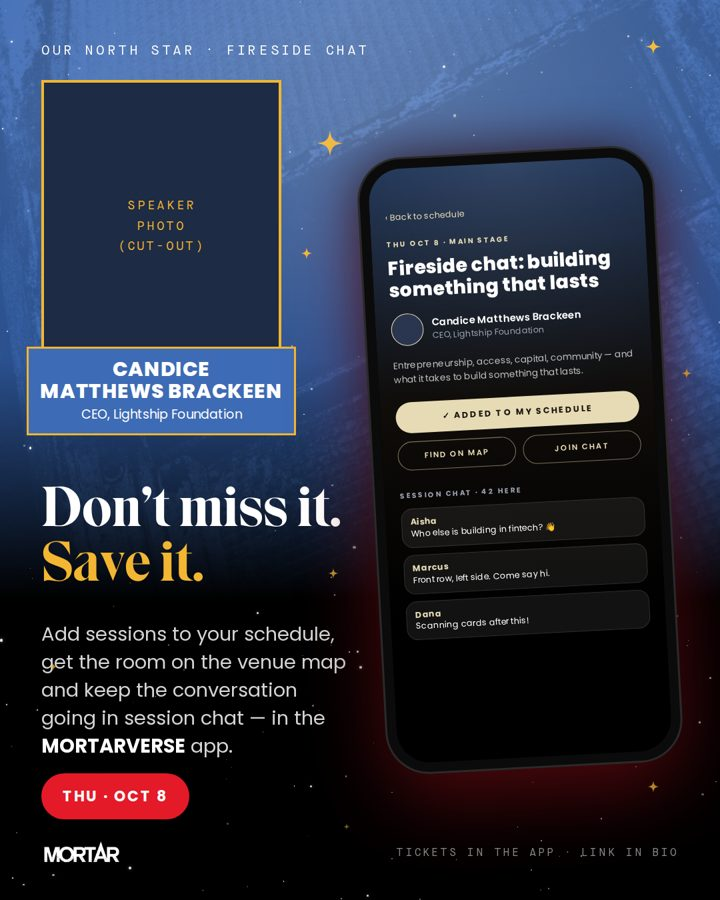 OUR NORTH STAR · FIRESIDE CHAT
SPEAKER
PHOTO
(CUT-OUT)
CANDICE
MATTHEWS BRACKEEN
CEO, Lightship Foundation
Don't miss it.
Save it.
Add sessions to your schedule,
get the room on the venue map
and keep the conversation
going in session chat — in the
MORTARVERSE app.
THU · OCT 8
MORTAR
‹ Back to schedule
THU OCT 8 · MAIN STAGE
Fireside chat: building
something that lasts
Candice Matthews Brackeen
CEO, Lightship Foundation
Entrepreneurship, access, capital, community — and
what it takes to build something that lasts.
✓ ADDED TO MY SCHEDULE
FIND ON MAP
JOIN CHAT
SESSION CHAT · 42 HERE
Aisha
Who else is building in fintech? 👋
Marcus
Front row, left side. Come say hi.
Dana
Scanning cards after this!
TICKETS IN THE APP · LINK IN BIO